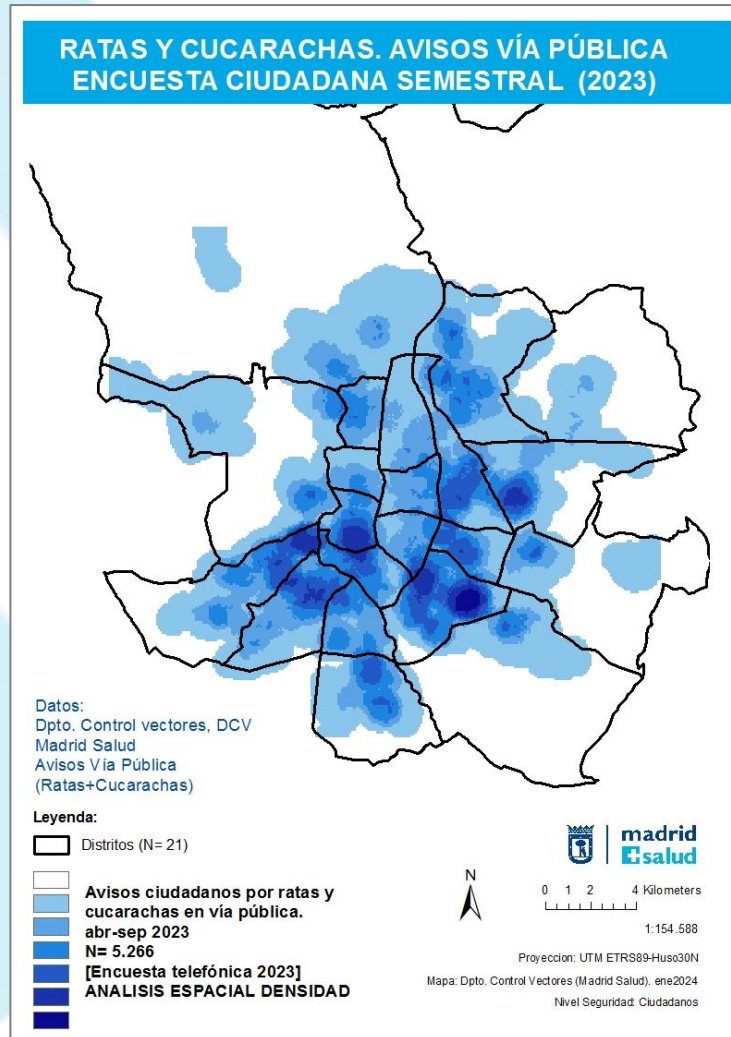 RATAS Y CUCARACHAS. AVISOS VÍA PÚBLICA
ENCUESTA CIUDADANA SEMESTRAL (2023)
Datos:
Dpto. Control vectores, DCV
Madrid Salud
Avisos Vía Pública
(Ratas+Cucarachas)
Leyenda:
Distritos (N= 21)
Avisos ciudadanos por ratas y
cucarachas en vía pública.
abr-sep 2023
N= 5.266
[Encuesta telefónica 2023]
ANALISIS ESPACIAL DENSIDAD
madrid
salud
N
0 1 2 4 Kilometers
1:154.588
Proyeccion: UTM ETRS89-Huso30N
Mapa: Dpto. Control Vectores (Madrid Salud). ene2024
Nivel Seguridad: Ciudadanos